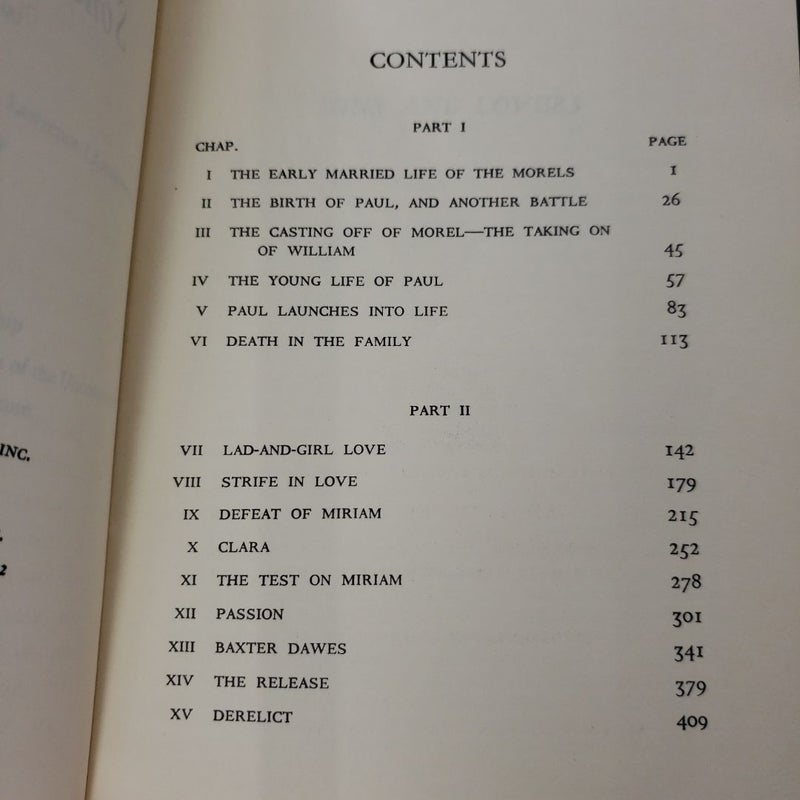 CONTENTS
PART I
CHAP. PAGE
I THE EARLY MARRIED LIFE OF THE MORELS 1
II THE BIRTH OF PAUL, AND ANOTHER BATTLE 26
III THE CASTING OFF OF MOREL—THE TAKING ON
OF WILLIAM 45
IV THE YOUNG LIFE OF PAUL 57
V PAUL LAUNCHES INTO LIFE 83
VI DEATH IN THE FAMILY 113
PART II
VII LAD-AND-GIRL LOVE 142
VIII STRIFE IN LOVE 179
IX DEFEAT OF MIRIAM 215
X CLARA 252
XI THE TEST ON MIRIAM 278
XII PASSION 301
XIII BAXTER DAWES 341
XIV THE RELEASE 379
XV DERELICT 409
INC.
2